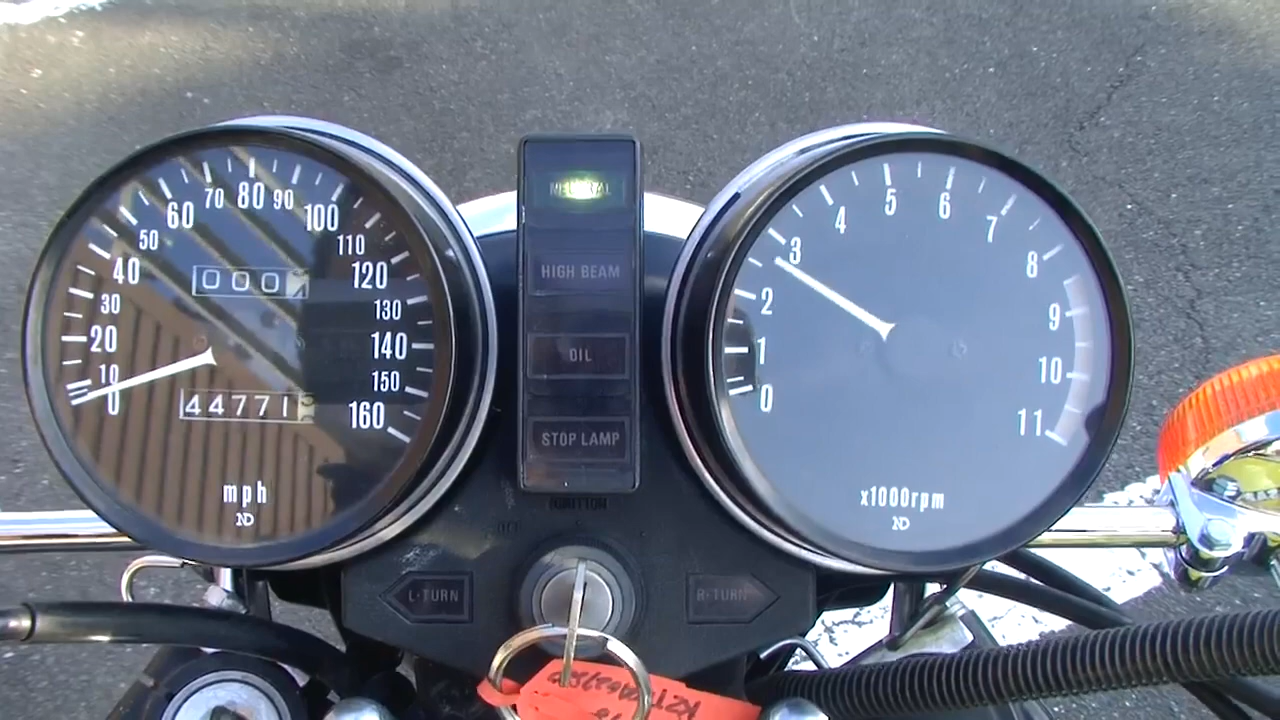 0 10 20 30 40 50 60 70 80 90 100 110 120 130 140 150 160
000
44771
mph
ND
NEUTRAL
HIGH BEAM
OIL
STOP LAMP
IGNITION
OFF
L·TURN
R·TURN
0 1 2 3 4 5 6 7 8 9 10 11
x1000rpm
ND